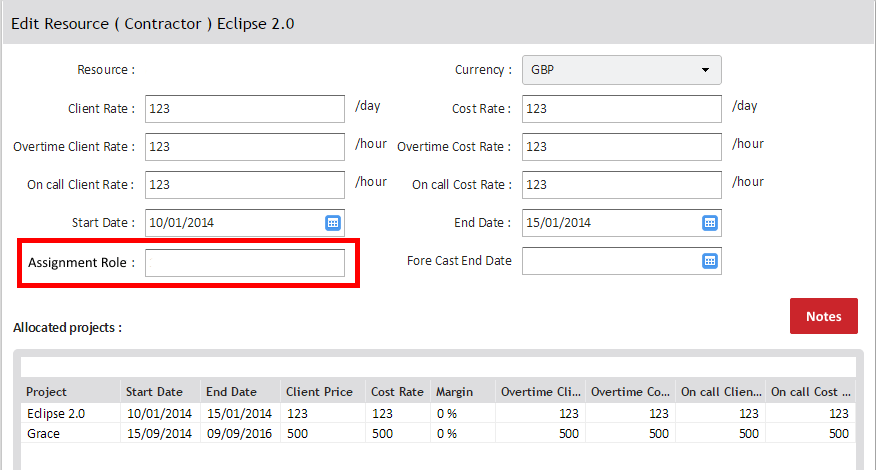 Edit Resource ( Contractor ) Eclipse 2.0
Resource : Currency : GBP
Client Rate : 123 /day Cost Rate : 123 /day
Overtime Client Rate : 123 /hour Overtime Cost Rate : 123 /hour
On call Client Rate : 123 /hour On call Cost Rate : 123 /hour
Start Date : 10/01/2014 End Date : 15/01/2014
Assignment Role : Fore Cast End Date
Notes
Allocated projects :
Project Start Date End Date Client Price Cost Rate Margin Overtime Cli... Overtime Co... On call Clien... On call Cost ...
Eclipse 2.0 10/01/2014 15/01/2014 123 123 0 % 123 123 123 123
Grace 15/09/2014 09/09/2016 500 500 0 % 500 500 500 500